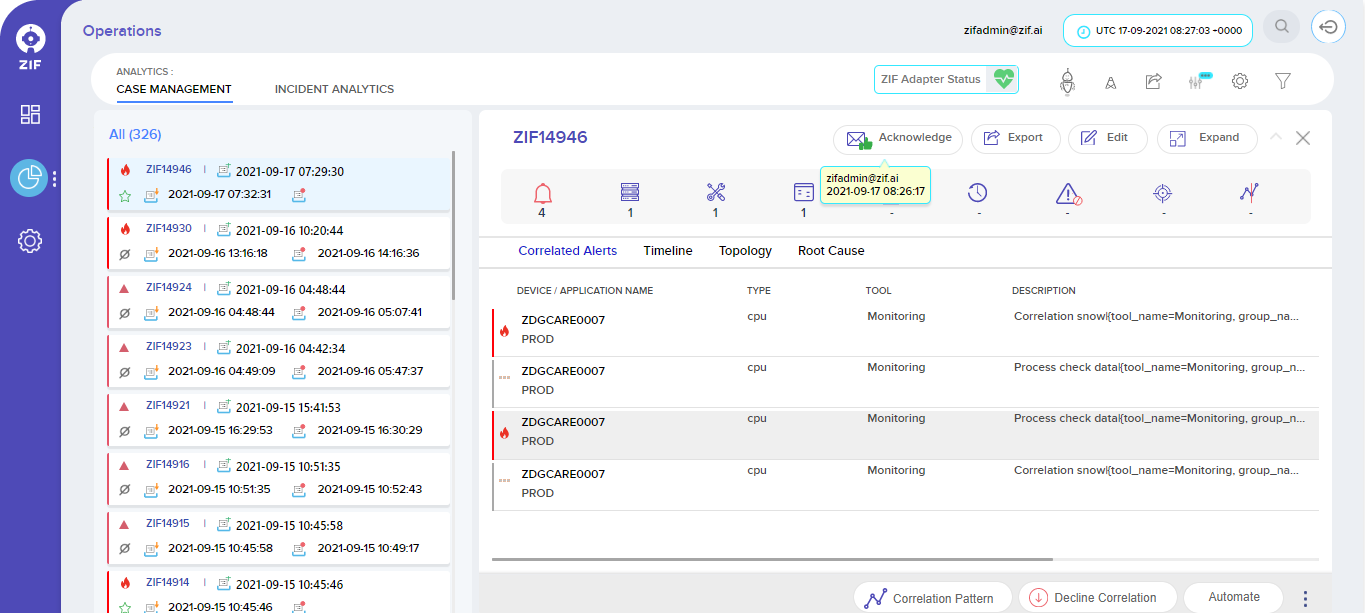 Operations
zifadmin@zif.ai
UTC 17-09-2021 08:27:03 +0000
ZIF
ANALYTICS :
CASE MANAGEMENT
INCIDENT ANALYTICS
ZIF Adapter Status
All (326)
ZIF14946 | 2021-09-17 07:29:30
2021-09-17 07:32:31
ZIF14930 | 2021-09-16 10:20:44
2021-09-16 13:16:18 2021-09-16 14:16:36
ZIF14924 | 2021-09-16 04:48:44
2021-09-16 04:48:44 2021-09-16 05:07:41
ZIF14923 | 2021-09-16 04:42:34
2021-09-16 04:49:09 2021-09-16 05:47:37
ZIF14921 | 2021-09-15 15:41:53
2021-09-15 16:29:53 2021-09-15 16:30:29
ZIF14916 | 2021-09-15 10:51:35
2021-09-15 10:51:35 2021-09-15 10:52:43
ZIF14915 | 2021-09-15 10:45:58
2021-09-15 10:45:58 2021-09-15 10:49:17
ZIF14914 | 2021-09-15 10:45:46
2021-09-15 10:45:46
ZIF14946
Acknowledge
Export
Edit
Expand
zifadmin@zif.ai
2021-09-17 08:26:17
4 1 1 1 - - - - -
Correlated Alerts Timeline Topology Root Cause
DEVICE / APPLICATION NAME TYPE TOOL DESCRIPTION
ZDGCARE0007 cpu Monitoring Correlation snow|{tool_name=Monitoring, group_na...
PROD
ZDGCARE0007 cpu Monitoring Process check data|{tool_name=Monitoring, group_n...
PROD
ZDGCARE0007 cpu Monitoring Process check data|{tool_name=Monitoring, group_n...
PROD
ZDGCARE0007 cpu Monitoring Correlation snow|{tool_name=Monitoring, group_na...
PROD
Correlation Pattern
Decline Correlation
Automate